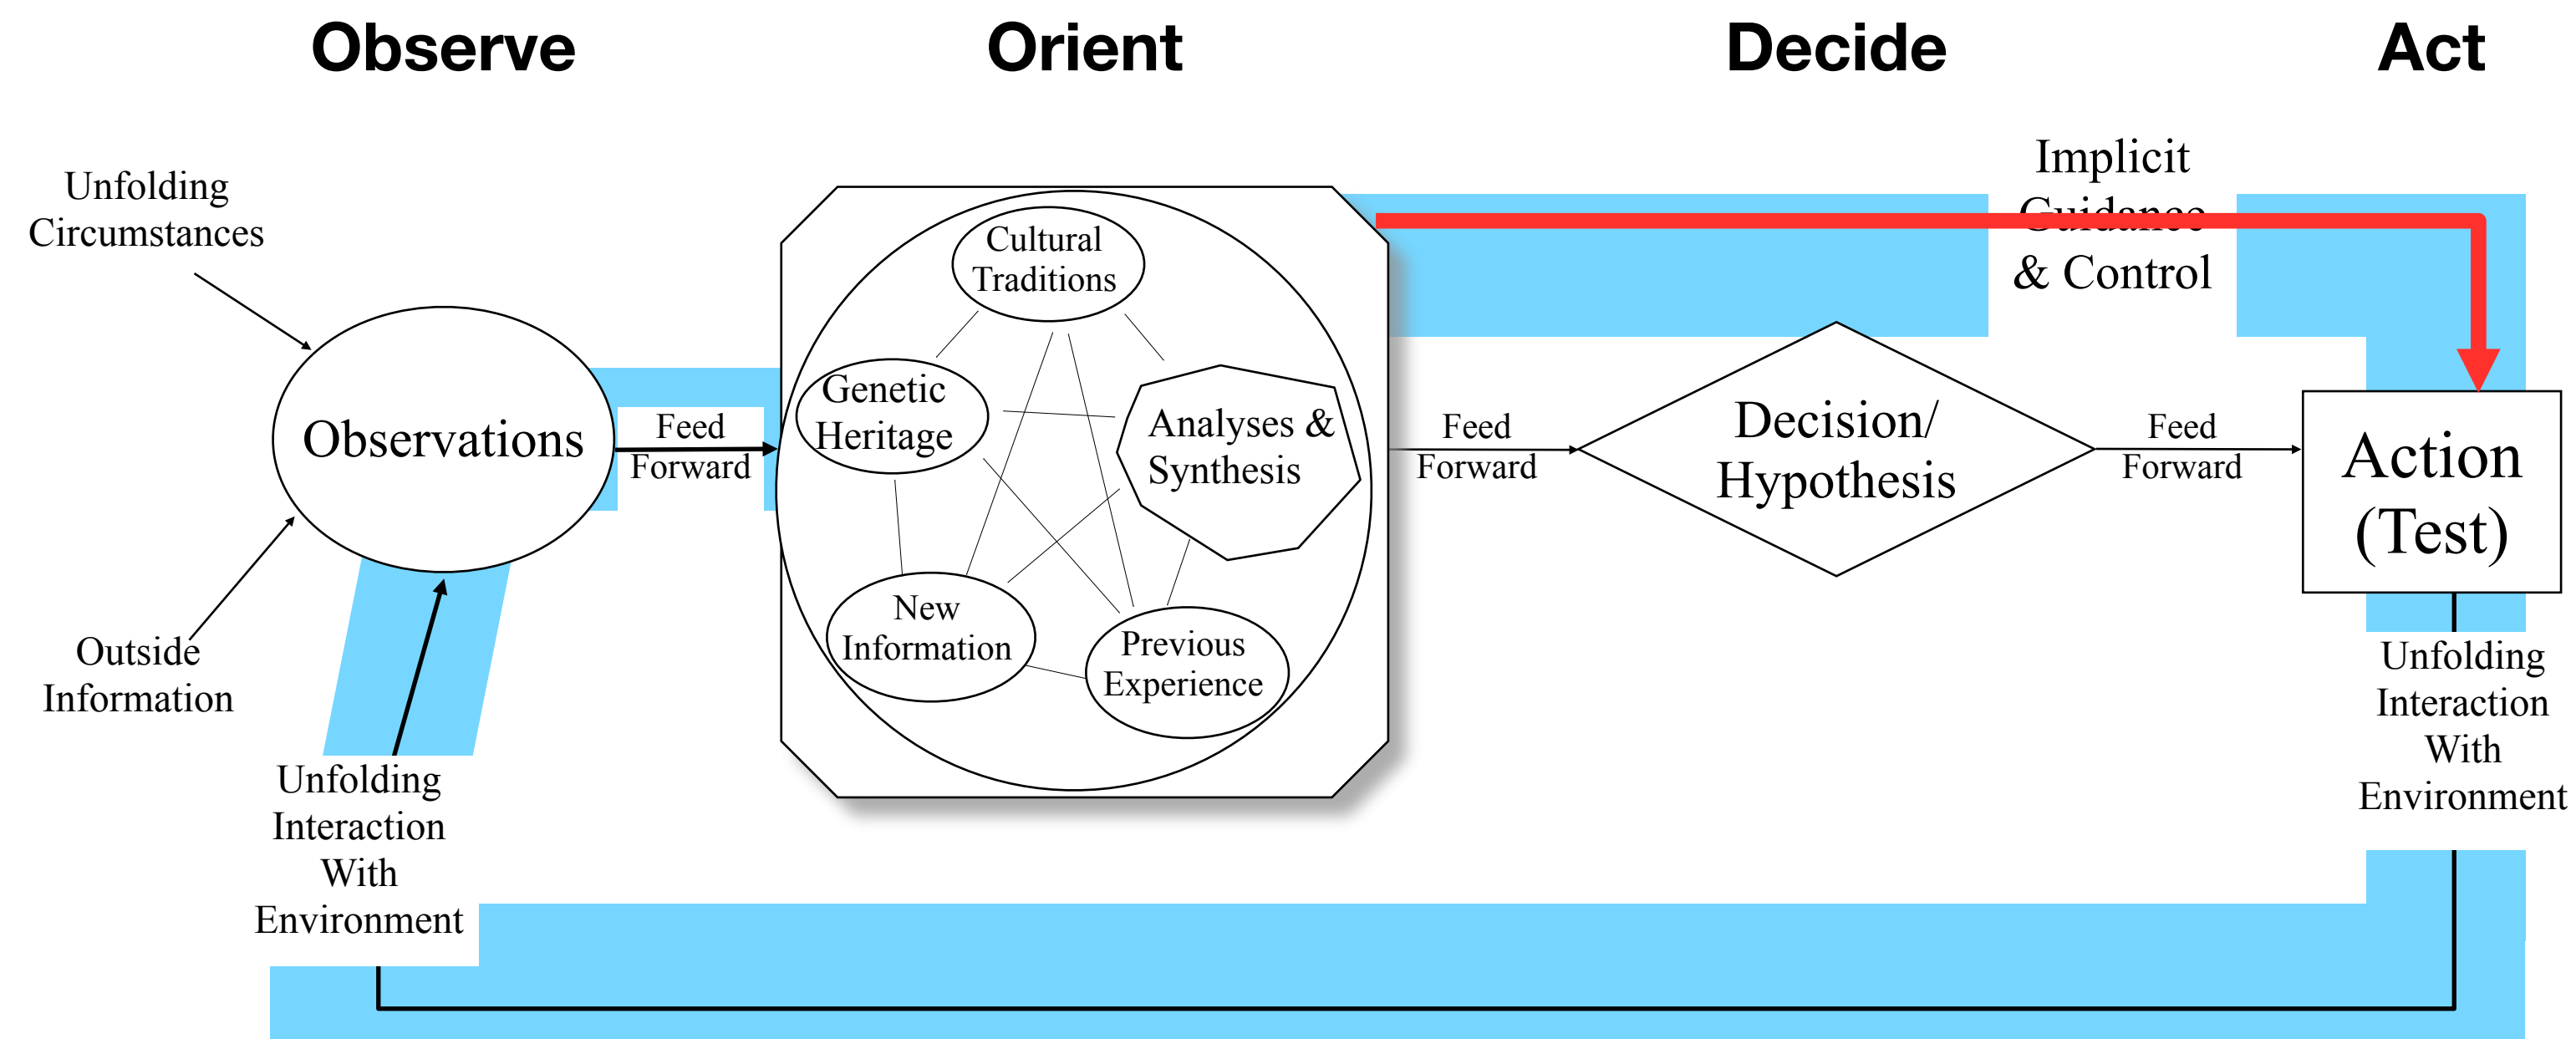 Observe
Orient
Decide
Act
Unfolding
Circumstances
Observations
Outside
Information
Unfolding
Interaction
With
Environment
Feed
Forward
Cultural
Traditions
Genetic
Heritage
Analyses &
Synthesis
New
Information
Previous
Experience
Feed
Forward
Decision/
Hypothesis
Implicit
Guidance
& Control
Feed
Forward
Action
(Test)
Unfolding
Interaction
With
Environment